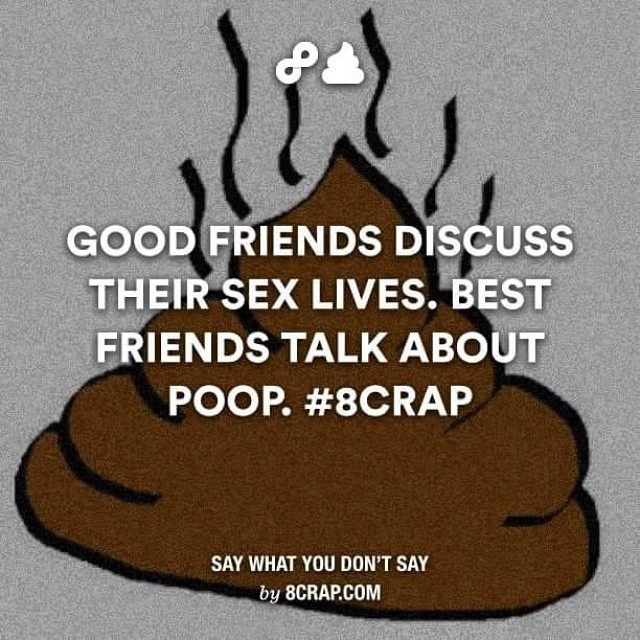 GOOD FRIENDS DISCUSS
THEIR SEX LIVES. BEST
FRIENDS TALK ABOUT
POOP. #8CRAP
SAY WHAT YOU DON'T SAY
by 8CRAP.COM